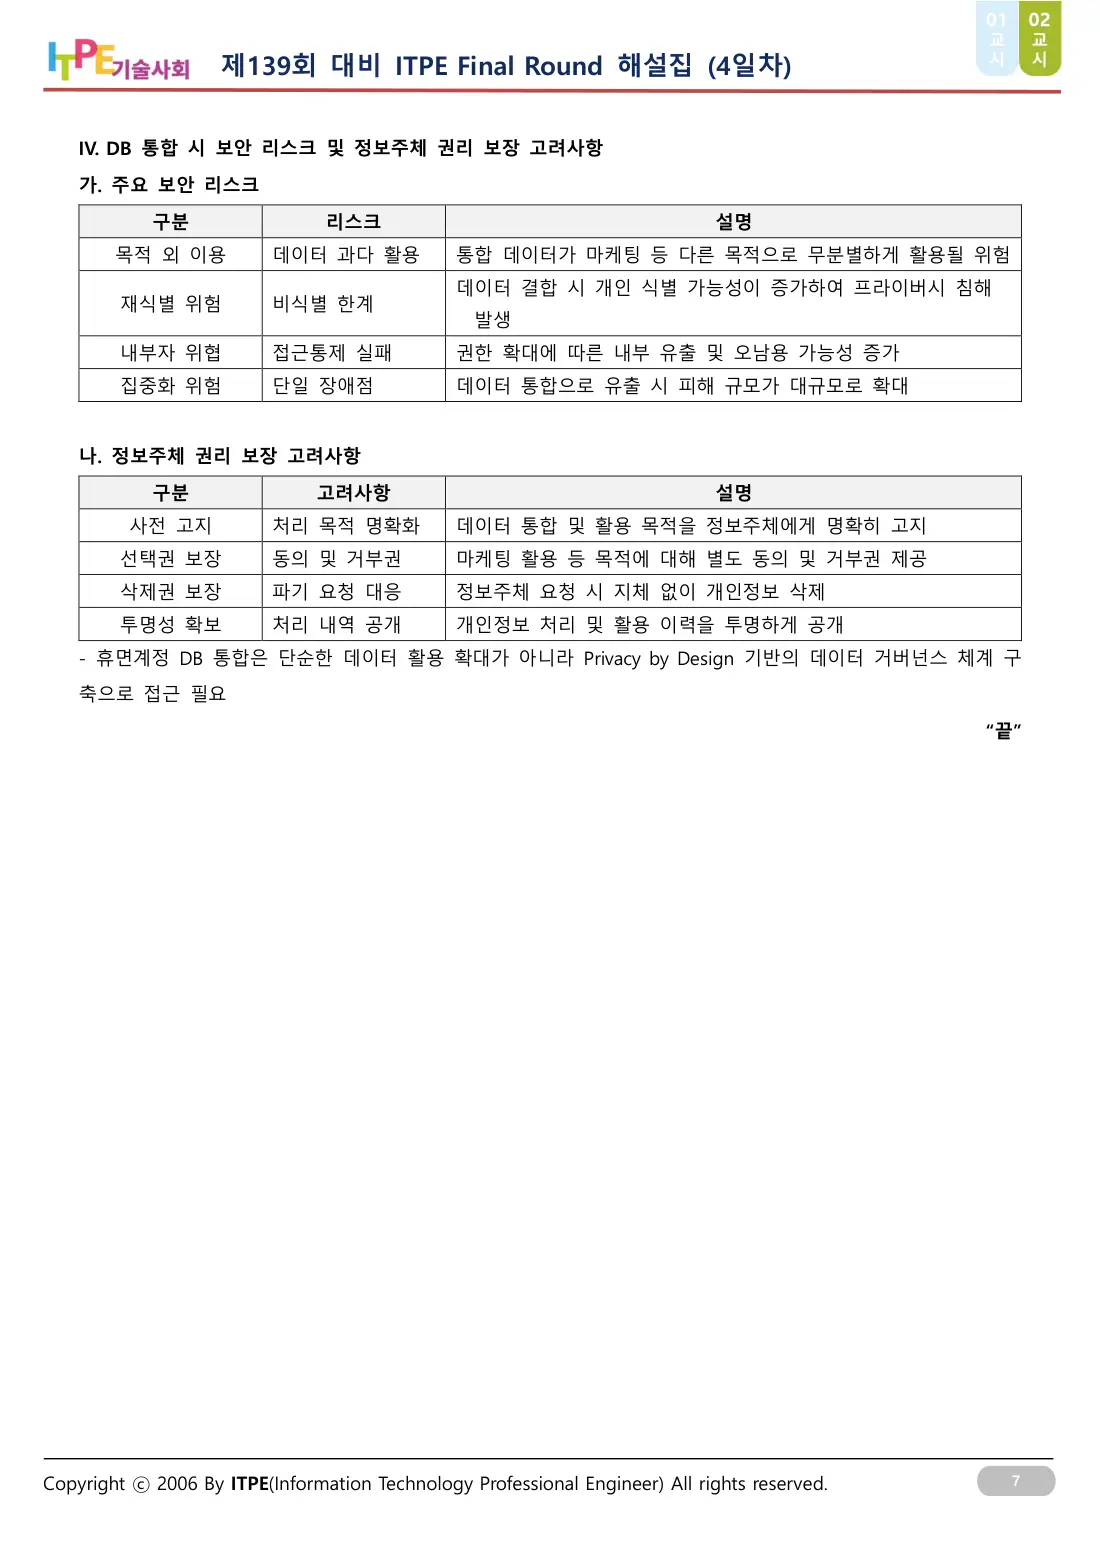 ITPE기술사회 제139회 대비 ITPE Final Round 해설집 (4일차)
01 교 시
02 교 시
IV. DB 통합 시 보안 리스크 및 정보주체 권리 보장 고려사항
가. 주요 보안 리스크
구분 리스크 설명
목적 외 이용 데이터 과다 활용 통합 데이터가 마케팅 등 다른 목적으로 무분별하게 활용될 위험
재식별 위험 비식별 한계 데이터 결합 시 개인 식별 가능성이 증가하여 프라이버시 침해
발생
내부자 위협 접근통제 실패 권한 확대에 따른 내부 유출 및 오남용 가능성 증가
집중화 위험 단일 장애점 데이터 통합으로 유출 시 피해 규모가 대규모로 확대
나. 정보주체 권리 보장 고려사항
구분 고려사항 설명
사전 고지 처리 목적 명확화 데이터 통합 및 활용 목적을 정보주체에게 명확히 고지
선택권 보장 동의 및 거부권 마케팅 활용 등 목적에 대해 별도 동의 및 거부권 제공
삭제권 보장 파기 요청 대응 정보주체 요청 시 지체 없이 개인정보 삭제
투명성 확보 처리 내역 공개 개인정보 처리 및 활용 이력을 투명하게 공개
- 휴면계정 DB 통합은 단순한 데이터 활용 확대가 아니라 Privacy by Design 기반의 데이터 거버넌스 체계 구
축으로 접근 필요
“끝”
Copyright ⓒ 2006 By ITPE(Information Technology Professional Engineer) All rights reserved.
7